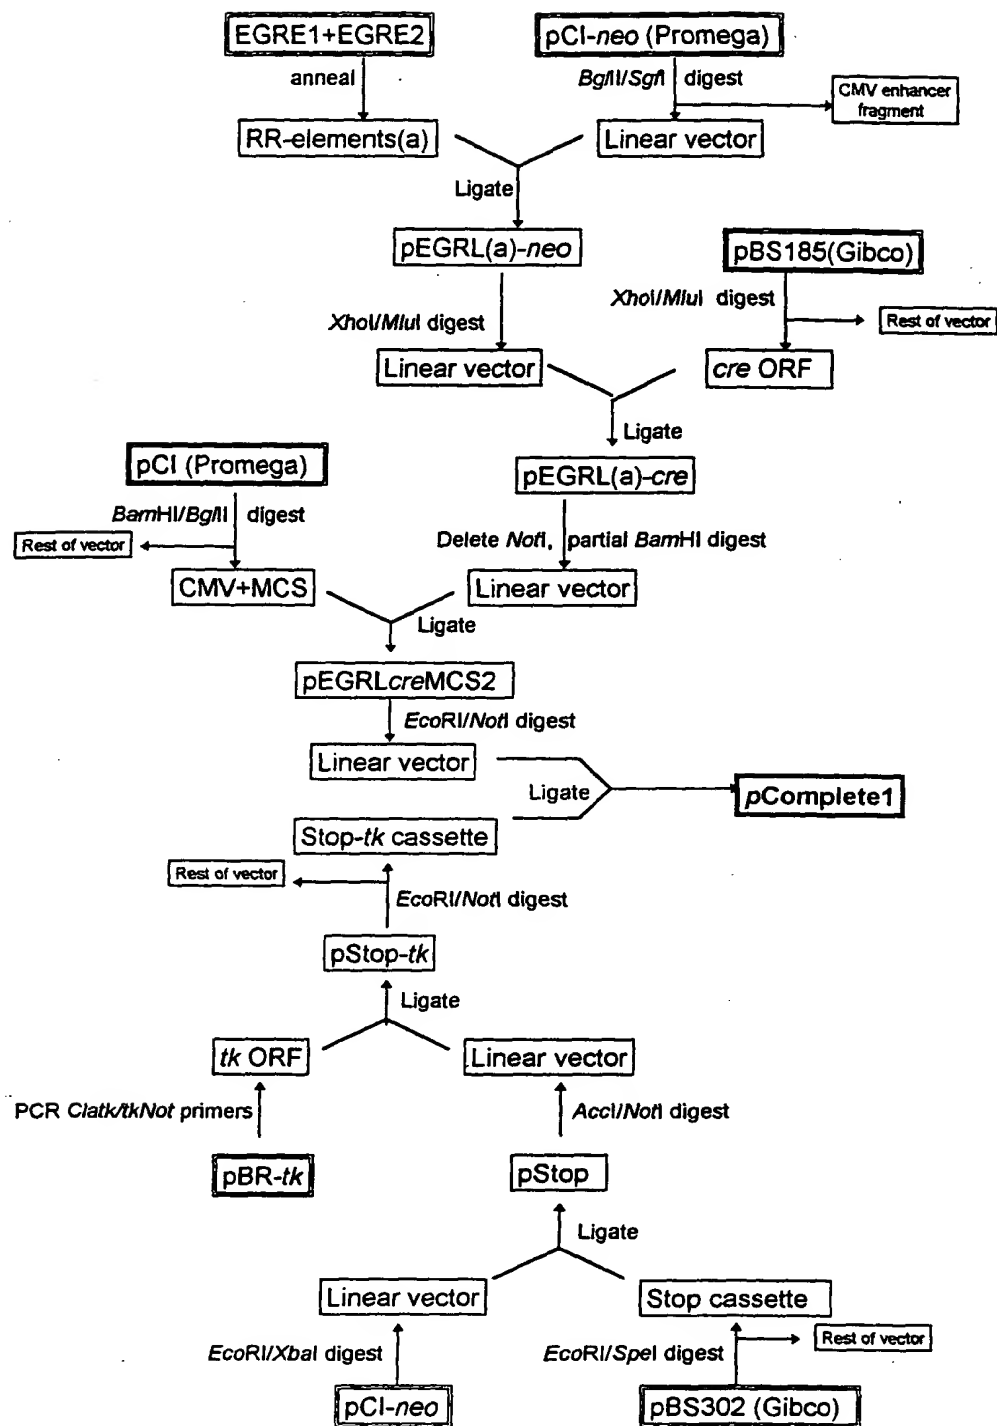 EGRE1+EGRE2
pCI-neo (Promega)
anneal
BglII/SgfI digest
CMV enhancer
fragment
RR-elements(a)
Linear vector
Ligate
pEGRL(a)-neo
pBS185(Gibco)
XhoI/MluI digest
XhoI/MluI digest
Rest of vector
Linear vector
cre ORF
Ligate
pCI (Promega)
pEGRL(a)-cre
BamHI/BglII digest
Rest of vector
Delete NotI, partial BamHI digest
CMV+MCS
Linear vector
Ligate
pEGRLcreMCS2
EcoRI/NotI digest
Linear vector
Ligate
pComplete1
Stop-tk cassette
Rest of vector
EcoRI/NotI digest
pStop-tk
Ligate
tk ORF
Linear vector
PCR Clatk/tkNot primers
AccI/NotI digest
pBR-tk
pStop
Ligate
Linear vector
Stop cassette
EcoRI/XbaI digest
EcoRI/SpeI digest
Rest of vector
pCI-neo
pBS302 (Gibco)